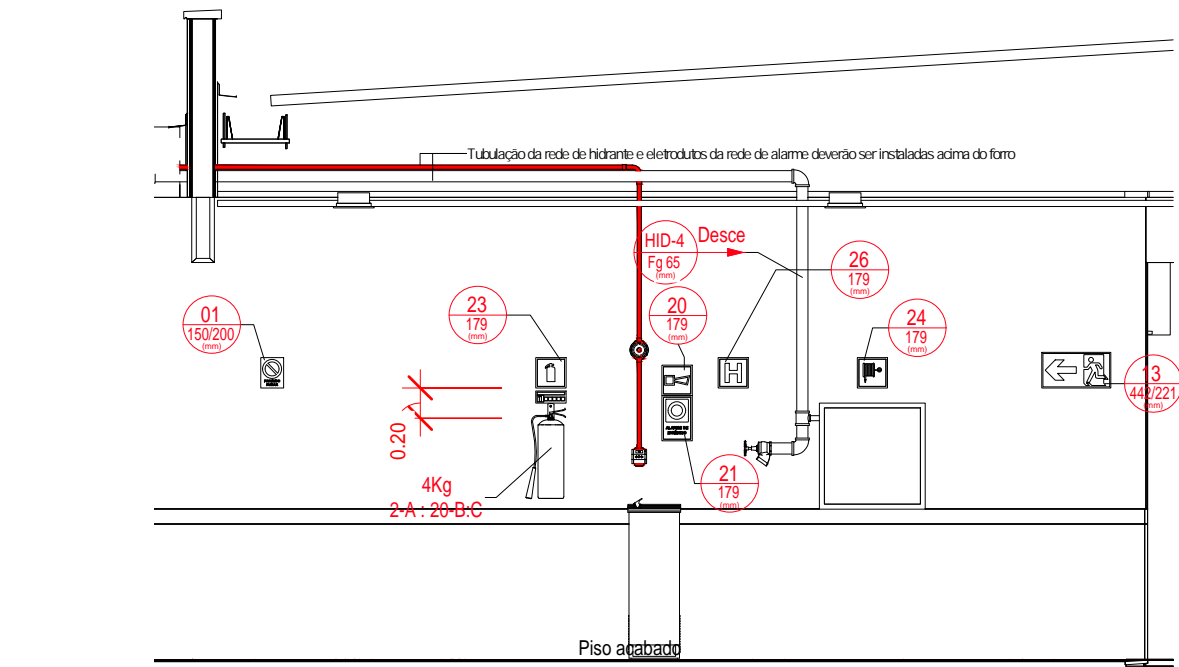 Tubulação da rede de hidrante e eletrodutos da rede de alarme deverão ser instaladas acima do forro
HID-4
Fg 65
(mm)
Desce
26
179
(mm)
01
150/200
(mm)
23
179
(mm)
20
179
(mm)
24
179
(mm)
H
13
442/221
(mm)
0.20
4Kg
2-A : 20-B:C
21
179
(mm)
Piso acabado